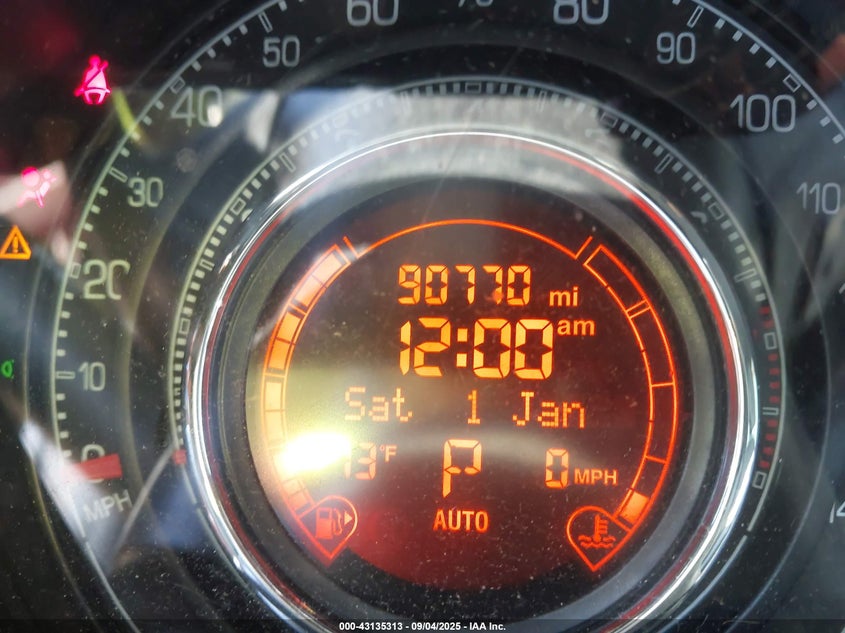 60 80
50 90
40 100
30 110
20
90770 mi
12:00 am
10
Sat 1 Jan
°F P 0 MPH
0
MPH
AUTO
000-43135313 - 09/04/2025 - IAA Inc.